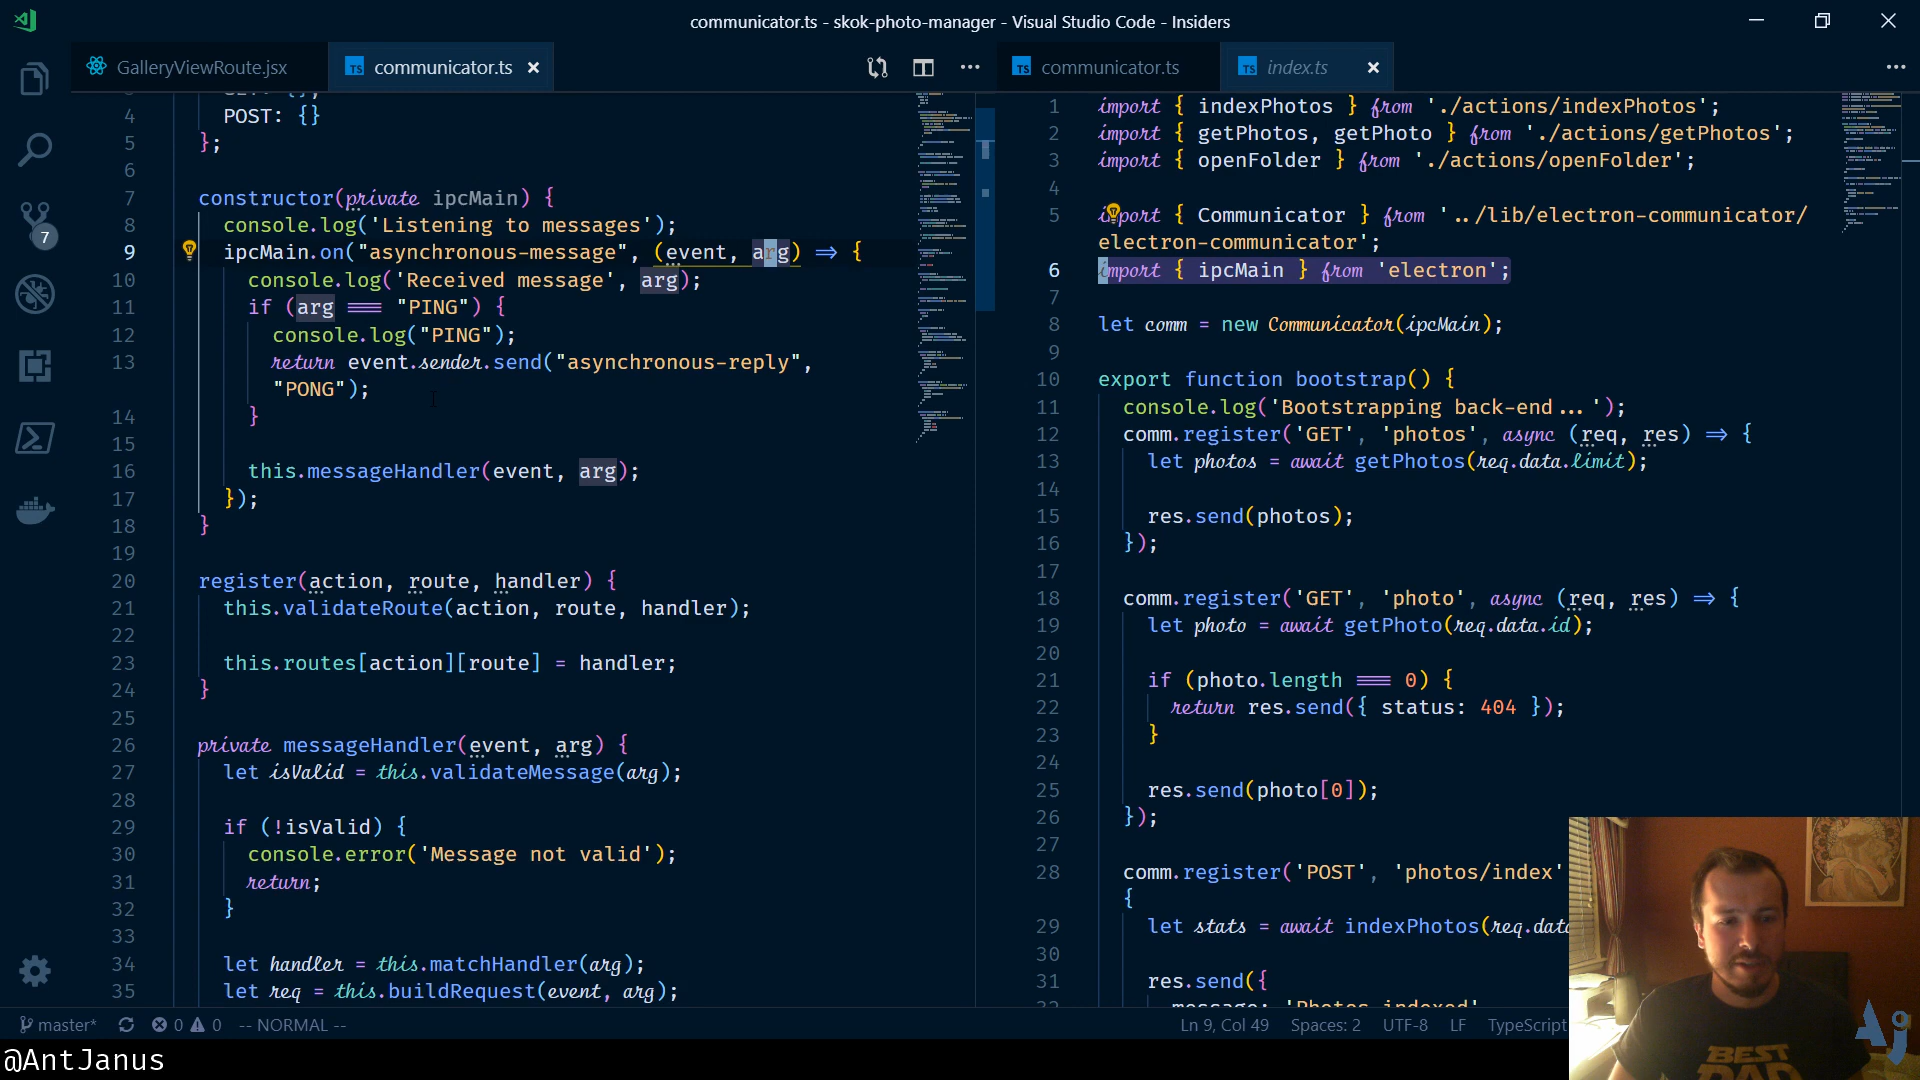 communicator.ts - skok-photo-manager - Visual Studio Code - Insiders
GalleryViewRoute.jsx
TS communicator.ts
TS communicator.ts
TS index.ts
7
4 POST: {}
5 };
6
7 constructor(private ipcMain) {
8 console.log('Listening to messages');
9 ipcMain.on("asynchronous-message", (event, arg) => {
10 console.log('Received message', arg);
11 if (arg === "PING") {
12 console.log("PING");
13 return event.sender.send("asynchronous-reply",
"PONG");
14 }
15
16 this.messageHandler(event, arg);
17 });
18 }
19
20 register(action, route, handler) {
21 this.validateRoute(action, route, handler);
22
23 this.routes[action][route] = handler;
24 }
25
26 private messageHandler(event, arg) {
27 let isValid = this.validateMessage(arg);
28
29 if (!isValid) {
30 console.error('Message not valid');
31 return;
32 }
33
34 let handler = this.matchHandler(arg);
35 let req = this.buildRequest(event, arg);
1 import { indexPhotos } from './actions/indexPhotos';
2 import { getPhotos, getPhoto } from './actions/getPhotos';
3 import { openFolder } from './actions/openFolder';
4
5 import { Communicator } from '../lib/electron-communicator/
electron-communicator';
6 import { ipcMain } from 'electron';
7
8 let comm = new Communicator(ipcMain);
9
10 export function bootstrap() {
11 console.log('Bootstrapping back-end...');
12 comm.register('GET', 'photos', async (req, res) => {
13 let photos = await getPhotos(req.data.limit);
14
15 res.send(photos);
16 });
17
18 comm.register('GET', 'photo', async (req, res) => {
19 let photo = await getPhoto(req.data.id);
20
21 if (photo.length === 0) {
22 return res.send({ status: 404 });
23 }
24
25 res.send(photo[0]);
26 });
27
28 comm.register('POST', 'photos/index'
{
29 let stats = await indexPhotos(req.data
30
31 res.send({
32 message: 'Photos indexed'
master* 0 0 -- NORMAL --
Ln 9, Col 49 Spaces: 2 UTF-8 LF TypeScript
@AntJanus
BEST
DAD